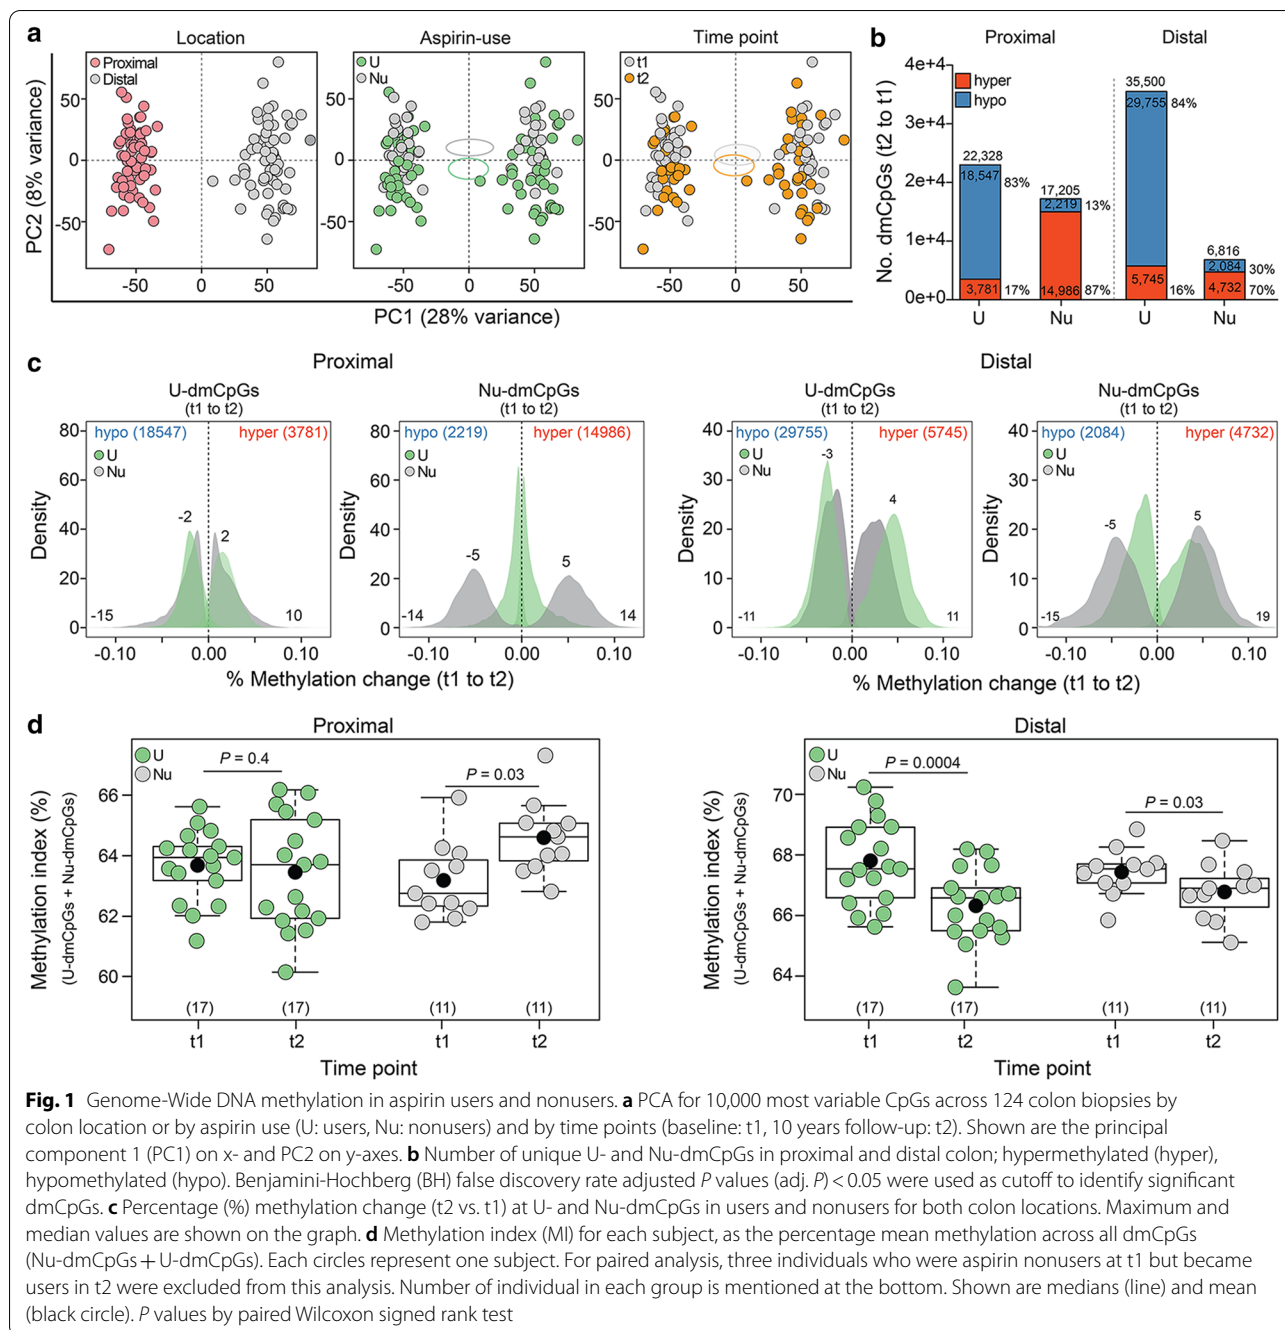 a
Location
Aspirin-use
Time point
Proximal
Distal
U
Nu
t1
t2
PC2 (8% variance)
50
0
-50
50
0
-50
50
0
-50
-50
0
50
-50
0
50
-50
0
50
PC1 (28% variance)
b
Proximal
Distal
No. dmCpGs (t2 to t1)
4e+4
3e+4
2e+4
1e+4
0e+0
hyper
hypo
22,328
18,547
83%
3,781
17%
17,205
2,219
13%
14,986
87%
35,500
29,755
84%
5,745
16%
6,816
2,084
30%
4,732
70%
U
Nu
U
Nu
c
Proximal
Distal
U-dmCpGs
(t1 to t2)
hypo (18547)
hyper (3781)
U
Nu
Density
80
60
40
20
0
-2
2
-15
10
-0.10
0.00
0.10
Nu-dmCpGs
(t1 to t2)
hypo (2219)
hyper (14986)
U
Nu
Density
80
60
40
20
0
-5
5
-14
14
-0.10
0.00
0.10
% Methylation change (t1 to t2)
U-dmCpGs
(t1 to t2)
hypo (29755)
hyper (5745)
U
Nu
Density
40
30
20
10
0
-3
4
-11
11
-0.10
0.00
0.10
Nu-dmCpGs
(t1 to t2)
hypo (2084)
hyper (4732)
U
Nu
Density
40
30
20
10
0
-5
5
-15
19
-0.10
0.00
0.10
% Methylation change (t1 to t2)
d
Proximal
U
Nu
P = 0.4
P = 0.03
Methylation index (%)
(U-dmCpGs + Nu-dmCpGs)
66
64
62
60
(17)
(17)
(11)
(11)
t1
t2
t1
t2
Time point
Distal
U
Nu
P = 0.0004
P = 0.03
Methylation index (%)
(U-dmCpGs + Nu-dmCpGs)
70
68
66
64
(17)
(17)
(11)
(11)
t1
t2
t1
t2
Time point
Fig. 1 Genome-Wide DNA methylation in aspirin users and nonusers. a PCA for 10,000 most variable CpGs across 124 colon biopsies by
colon location or by aspirin use (U: users, Nu: nonusers) and by time points (baseline: t1, 10 years follow-up: t2). Shown are the principal
component 1 (PC1) on x- and PC2 on y-axes. b Number of unique U- and Nu-dmCpGs in proximal and distal colon; hypermethylated (hyper),
hypomethylated (hypo). Benjamini-Hochberg (BH) false discovery rate adjusted P values (adj. P) < 0.05 were used as cutoff to identify significant
dmCpGs. c Percentage (%) methylation change (t2 vs. t1) at U- and Nu-dmCpGs in users and nonusers for both colon locations. Maximum and
median values are shown on the graph. d Methylation index (MI) for each subject, as the percentage mean methylation across all dmCpGs
(Nu-dmCpGs + U-dmCpGs). Each circles represent one subject. For paired analysis, three individuals who were aspirin nonusers at t1 but became
users in t2 were excluded from this analysis. Number of individual in each group is mentioned at the bottom. Shown are medians (line) and mean
(black circle). P values by paired Wilcoxon signed rank test